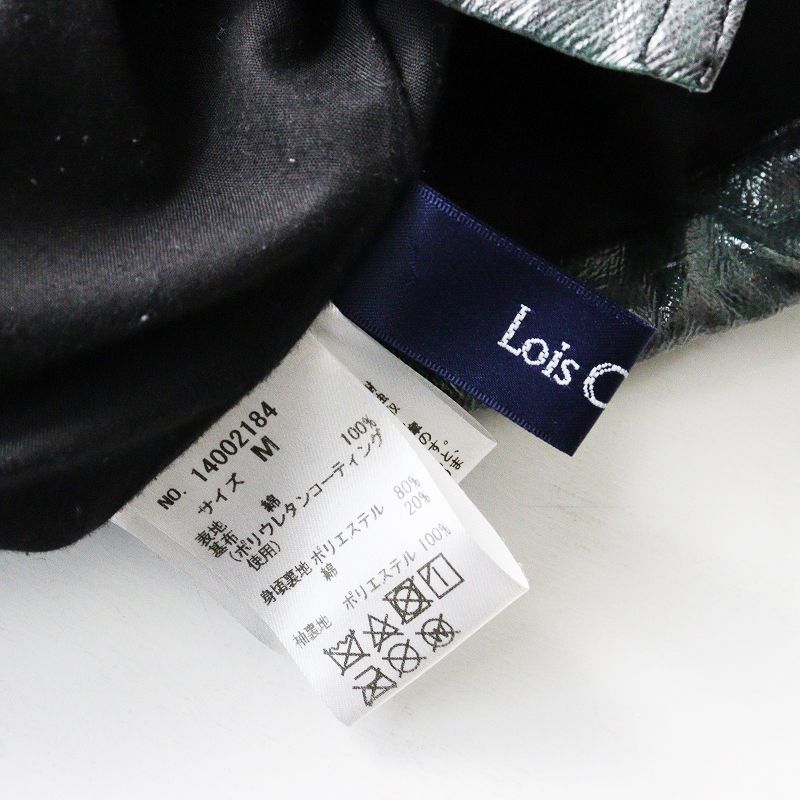 Lois C
NO. 14002184
サイズ M
表地
基布 綿 100%
(ポリウレタンコーティング
使用)
身頃裏地 ポリエステル 80%
綿 20%
袖裏地 ポリエステル 100%